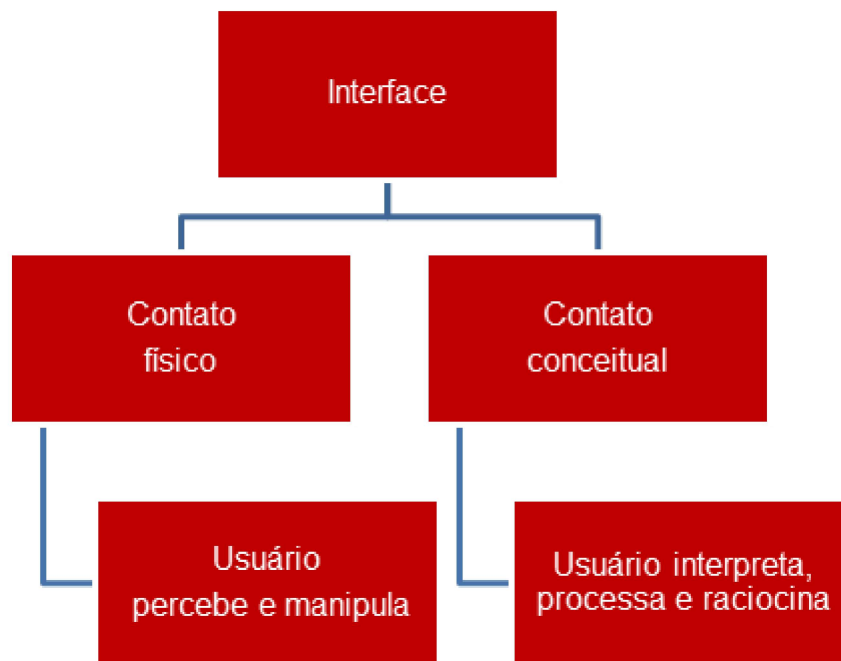 Interface
Contato
físico
Contato
conceitual
Usuário
percebe e manipula
Usuário interpreta,
processa e raciocina